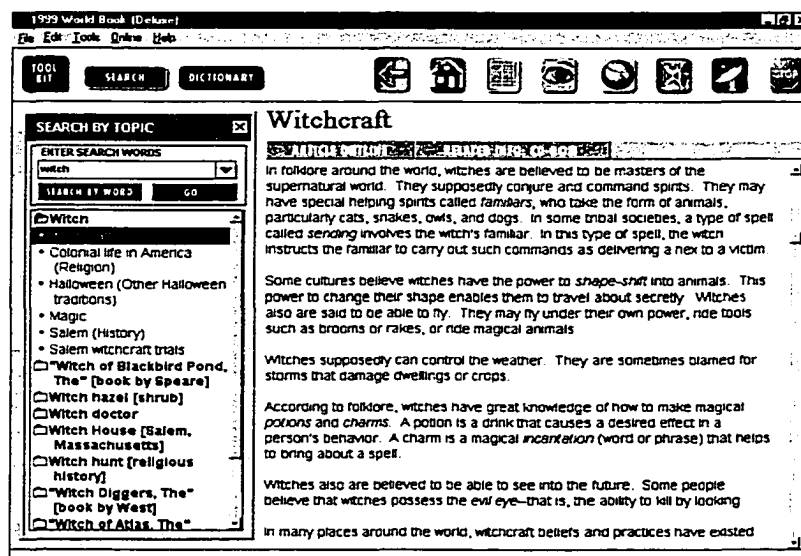 1999 World Book (Deluxe)
File Edit Tools Online Help
TOOL KIT SEARCH DICTIONARY
STOP
SEARCH BY TOPIC
ENTER SEARCH WORDS
witch
SEARCH BY WORD GO
Witch
• Colonial life in America
(Religion)
• Halloween (Other Halloween
traditions)
• Magic
• Salem (History)
• Salem witchcraft trials
"Witch of Blackbird Pond,
The" [book by Speare]
Witch hazel [shrub]
Witch doctor
Witch House [Salem,
Massachusetts]
Witch hunt [religious
history]
"Witch Diggers, The"
[book by West]
"Witch of Atlas, The"
Witchcraft
ARTICLE OUTLINE RELATED INFO: CD-ROM
In folklore around the world, witches are believed to be masters of the
supernatural world. They supposedly conjure and command spirits. They may
have special helping spirits called familiars, who take the form of animals,
particularly cats, snakes, owls, and dogs. In some tribal societies, a type of spell
called sending involves the witch's familiar. In this type of spell, the witch
instructs the familiar to carry out such commands as delivering a hex to a victim
Some cultures believe witches have the power to shape-shift into animals. This
power to change their shape enables them to travel about secretly Witches
also are said to be able to fly. They may fly under their own power, ride tools
such as brooms or rakes, or ride magical animals
Witches supposedly can control the weather. They are sometimes blamed for
storms that damage dwellings or crops.
According to folklore, witches have great knowledge of how to make magical
potions and charms. A potion is a drink that causes a desired effect in a
person's behavior. A charm is a magical incantation (word or phrase) that helps
to bring about a spell.
Witches also are believed to be able to see into the future. Some people
believe that witches possess the evil eye—that is, the ability to kill by looking
In many places around the world, witchcraft beliefs and practices have existed